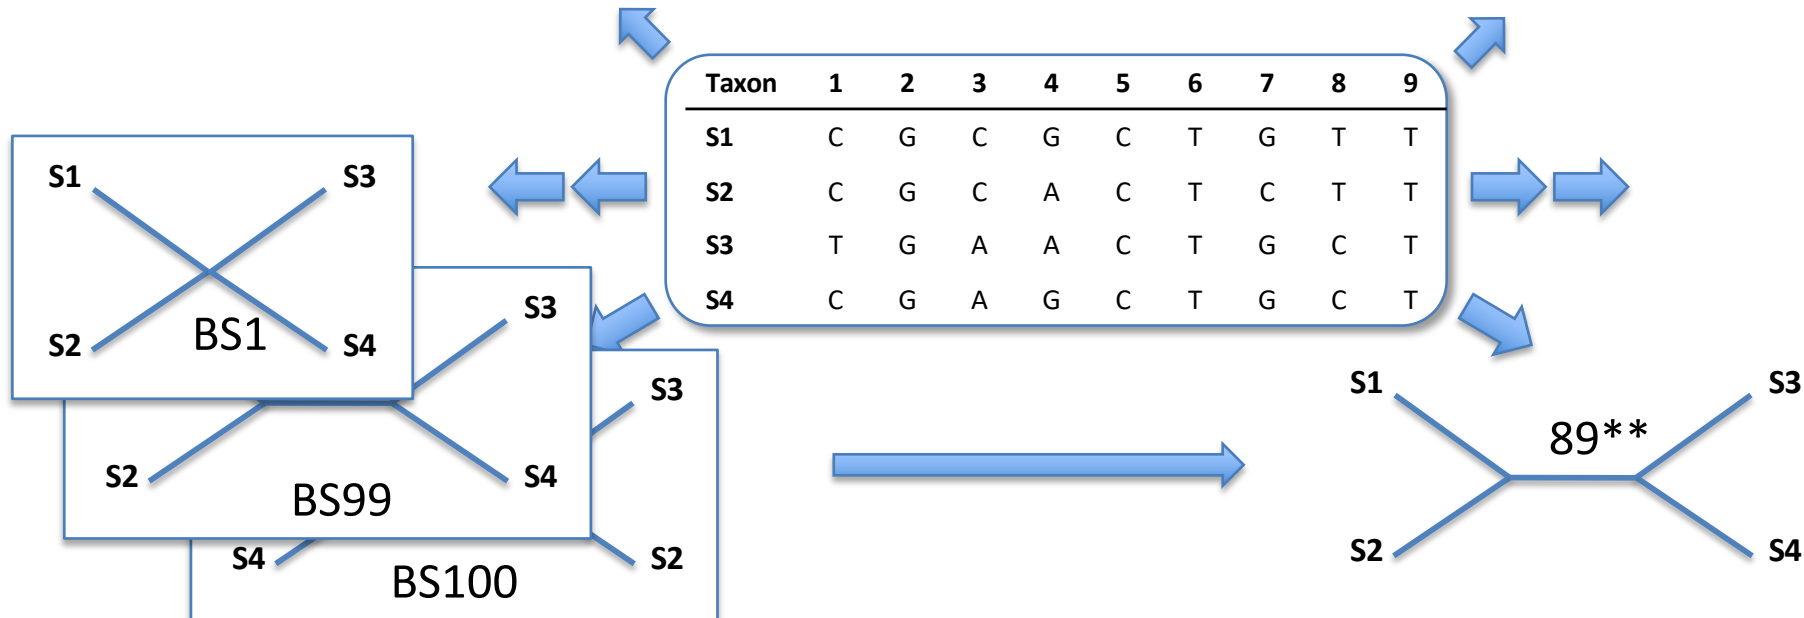 Taxon 1 2 3 4 5 6 7 8 9
S1 C G C G C T G T T
S2 C G C A C T C T T
S3 T G A A C T G C T
S4 C G A G C T G C T
S1 S3
S2 S4
BS1
S3
S2 S4
BS99
S3
S4 S2
BS100
S1 S3
89**
S2 S4